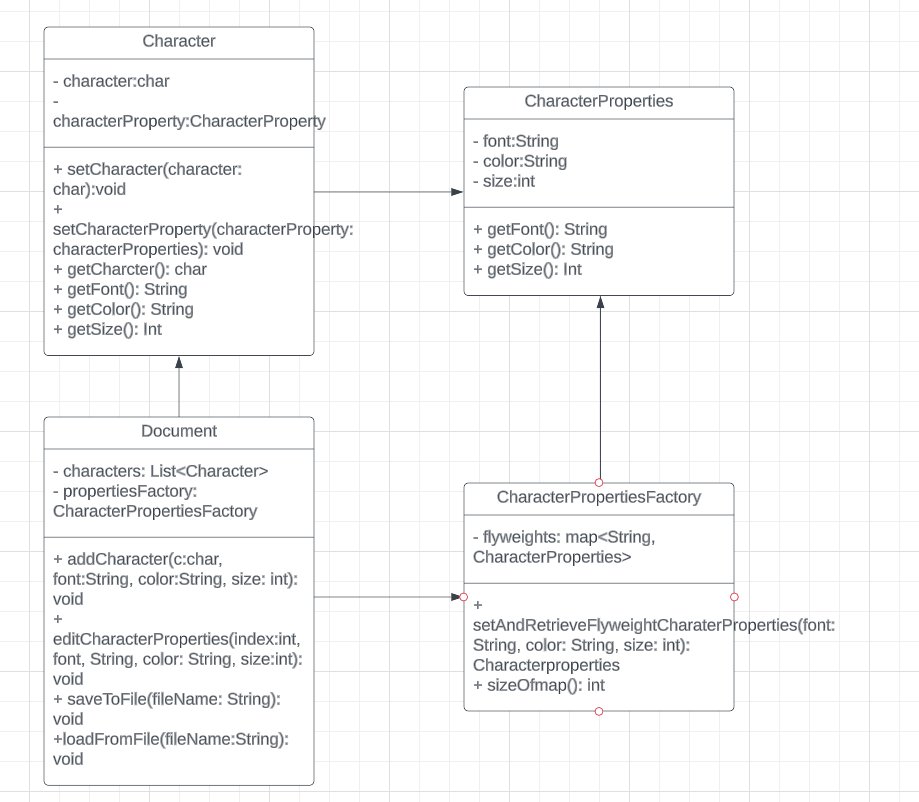 Character
- character:char
-
characterProperty:CharacterProperty
+ setCharacter(character:
char):void
+
setCharacterProperty(characterProperty:
characterProperties): void
+ getCharcter(): char
+ getFont(): String
+ getColor(): String
+ getSize(): Int
CharacterProperties
- font:String
- color:String
- size:int
+ getFont(): String
+ getColor(): String
+ getSize(): Int
Document
- characters: List<Character>
- propertiesFactory:
CharacterPropertiesFactory
+ addCharacter(c:char,
font:String, color:String, size: int):
void
+
editCharacterProperties(index:int,
font, String, color: String, size:int):
void
+ saveToFile(fileName: String):
void
+loadFromFile(fileName:String):
void
CharacterPropertiesFactory
- flyweights: map<String,
CharacterProperties>
+
setAndRetrieveFlyweightCharaterProperties(font:
String, color: String, size: int):
Characterproperties
+ sizeOfmap(): int